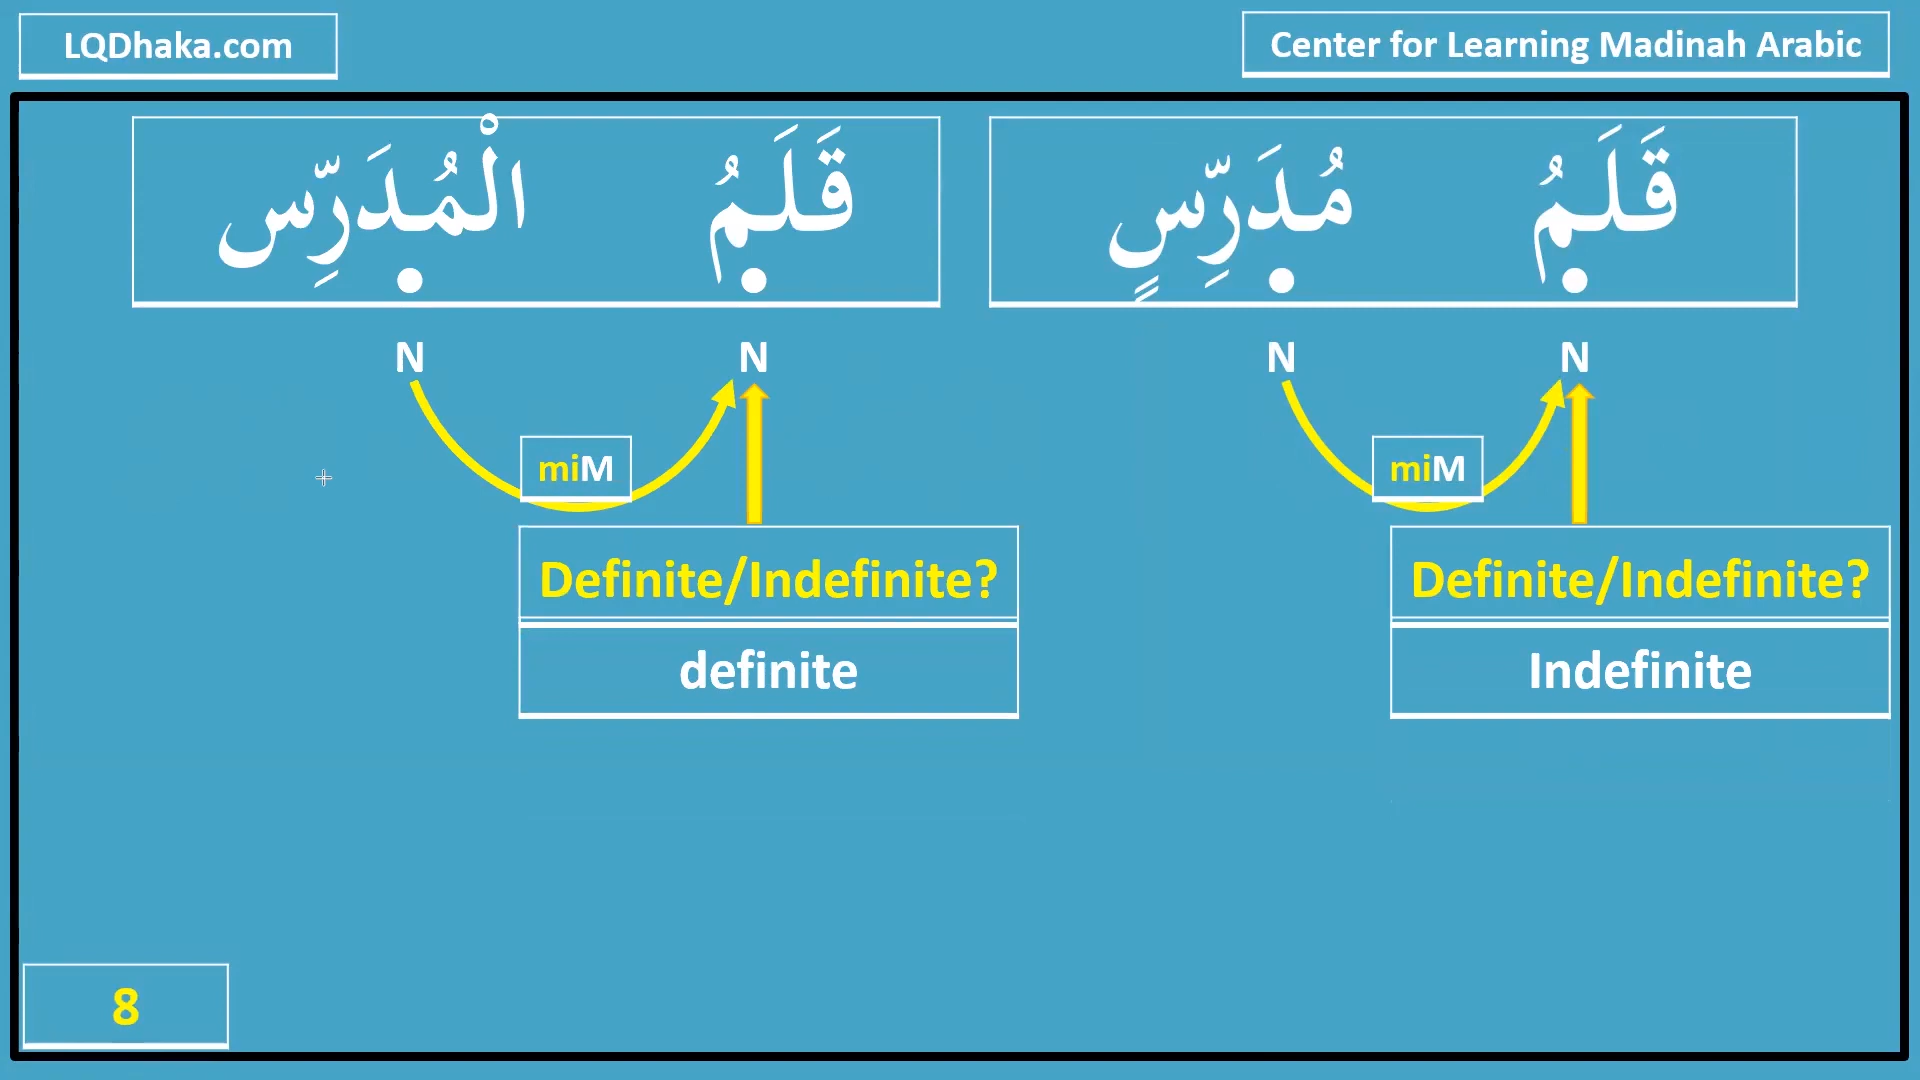 LQDhaka.com
Center for Learning Madinah Arabic
قَلَمُ مُدَرِّسٍ
قَلَمُ الْمُدَرِّس
N N
N N
miM
miM
Definite/Indefinite?
definite
Definite/Indefinite?
Indefinite
8